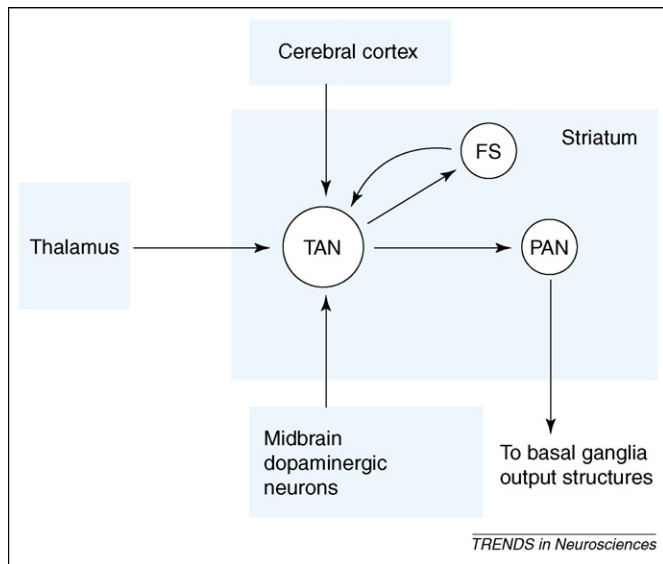 Cerebral cortex
Striatum
FS
Thalamus
TAN
PAN
Midbrain
dopaminergic
neurons
To basal ganglia
output structures
TRENDS in Neurosciences